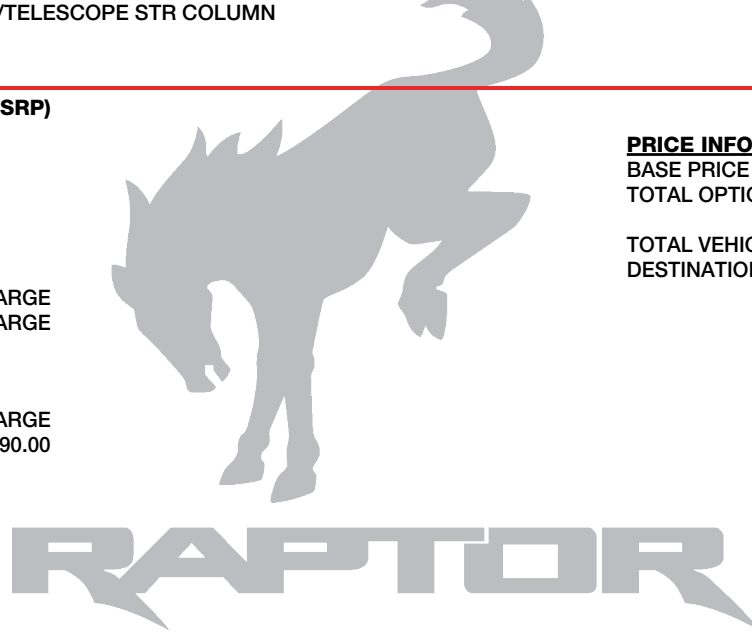 /TELESCOPE STR COLUMN
SRP)
ARGE
ARGE
ARGE
90.00
PRICE INFO
BASE PRICE
TOTAL OPTIO
TOTAL VEHIC
DESTINATION
RAPTOR